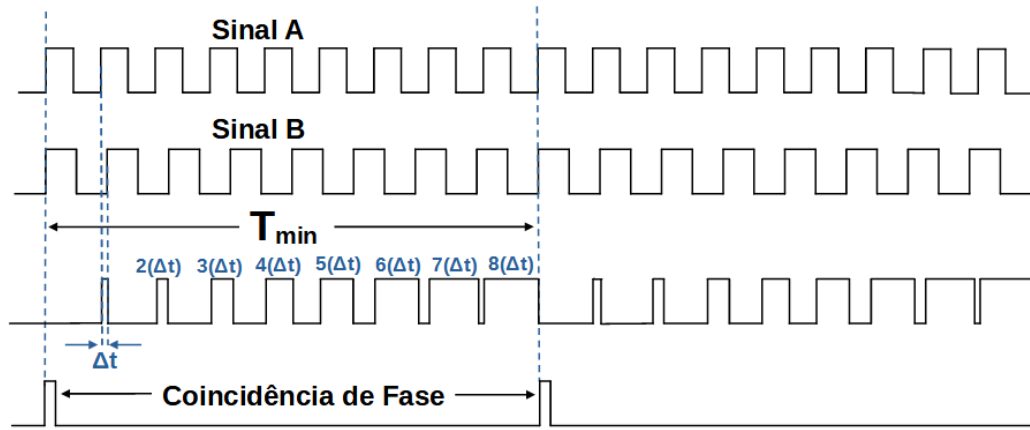 Sinal A
Sinal B
Tmin
2(Δt) 3(Δt) 4(Δt) 5(Δt) 6(Δt) 7(Δt) 8(Δt)
Δt
Coincidência de Fase